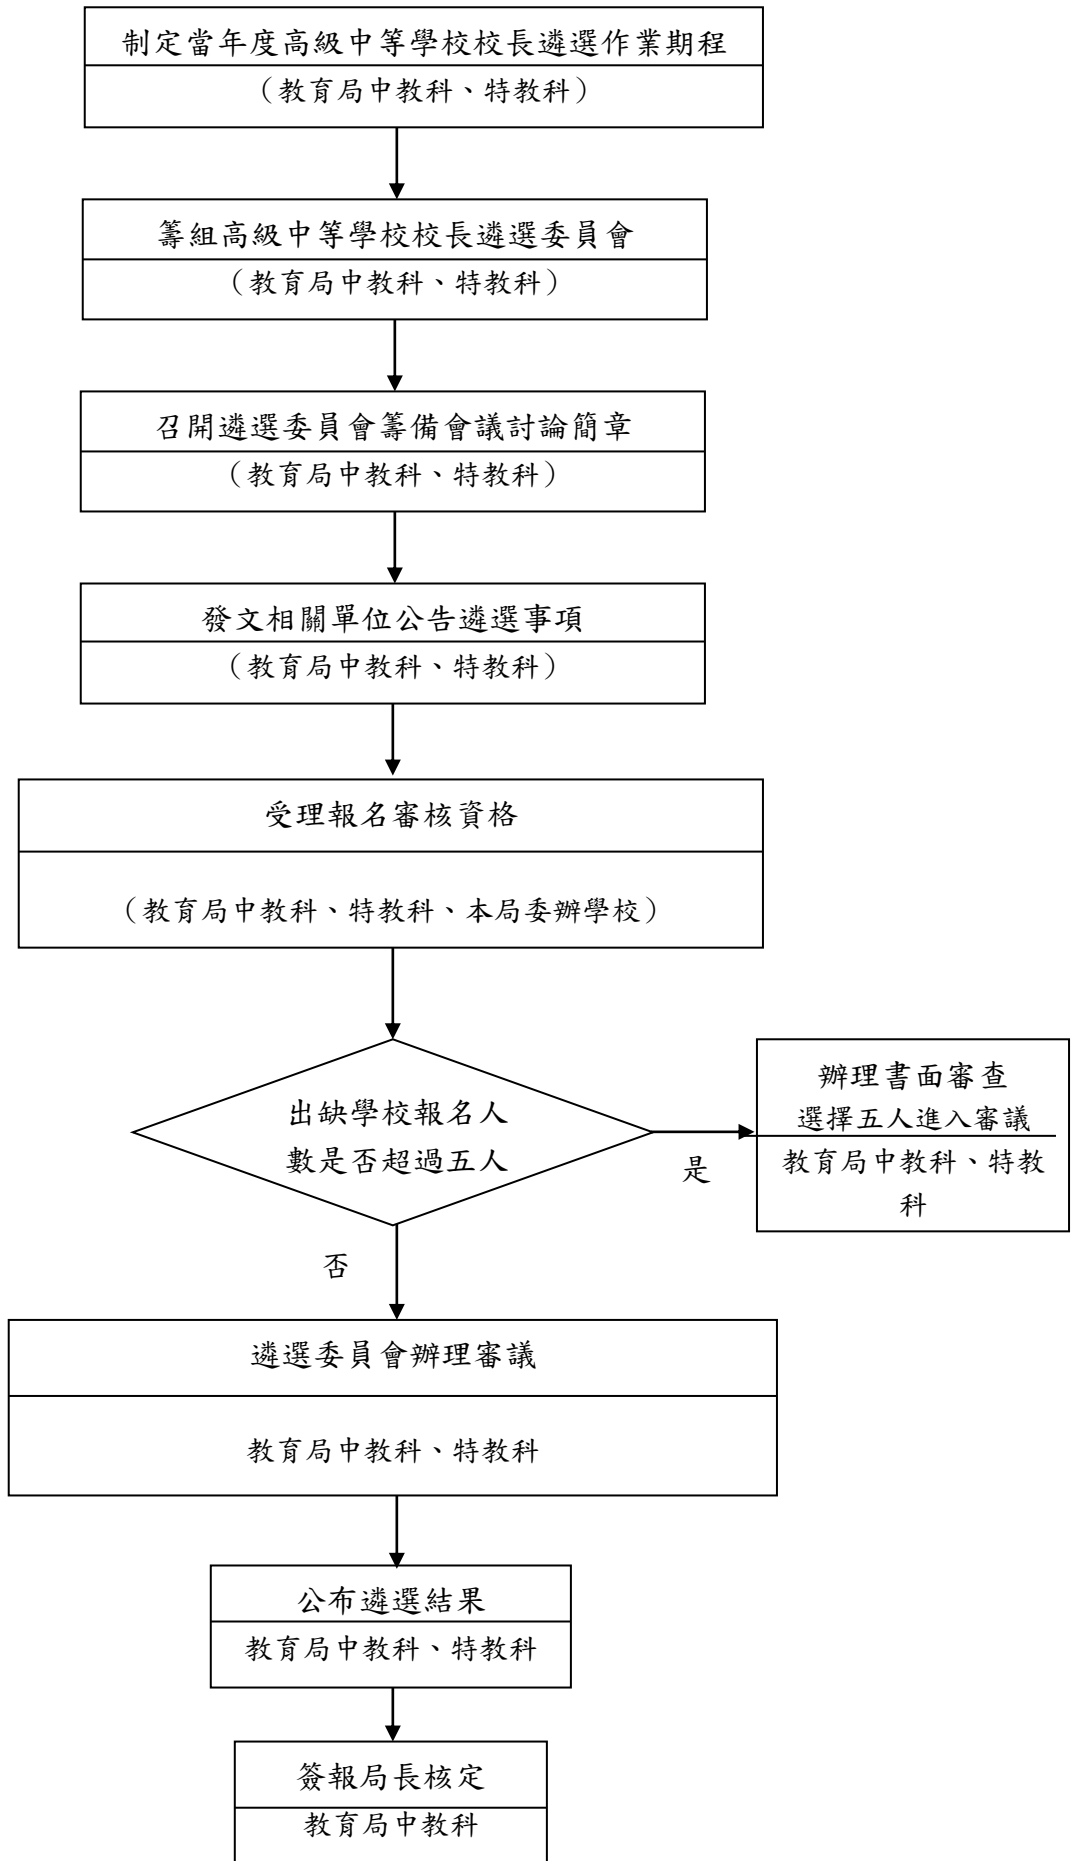 制定當年度高級中等學校校長遴選作業期程
（教育局中教科、特教科）
籌組高級中等學校校長遴選委員會
（教育局中教科、特教科）
召開遴選委員會籌備會議討論簡章
（教育局中教科、特教科）
發文相關單位公告遴選事項
（教育局中教科、特教科）
受理報名審核資格
（教育局中教科、特教科、本局委辦學校）
出缺學校報名人
數是否超過五人
是
辦理書面審查
選擇五人進入審議
教育局中教科、特教
科
否
遴選委員會辦理審議
教育局中教科、特教科
公布遴選結果
教育局中教科、特教科
簽報局長核定
教育局中教科